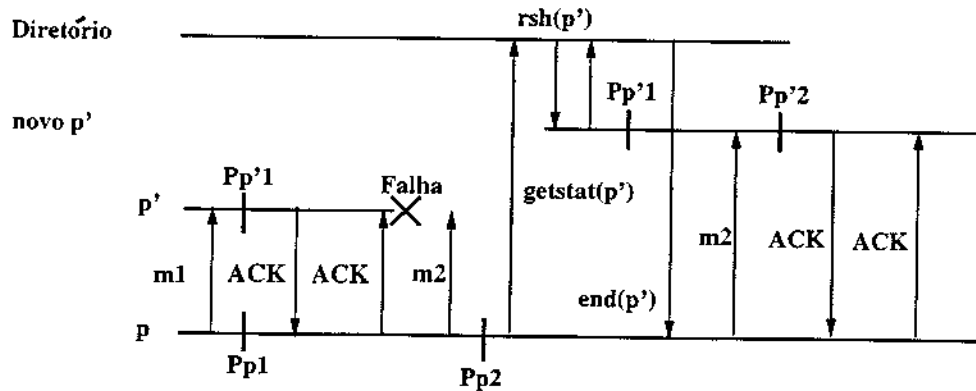 rsh(p')
Diretório
Pp'1
Pp'2
novo p'
Pp'1
Falha
getstat(p')
p'
m1
ACK
ACK
m2
m2
ACK
ACK
end(p')
p
Pp1
Pp2